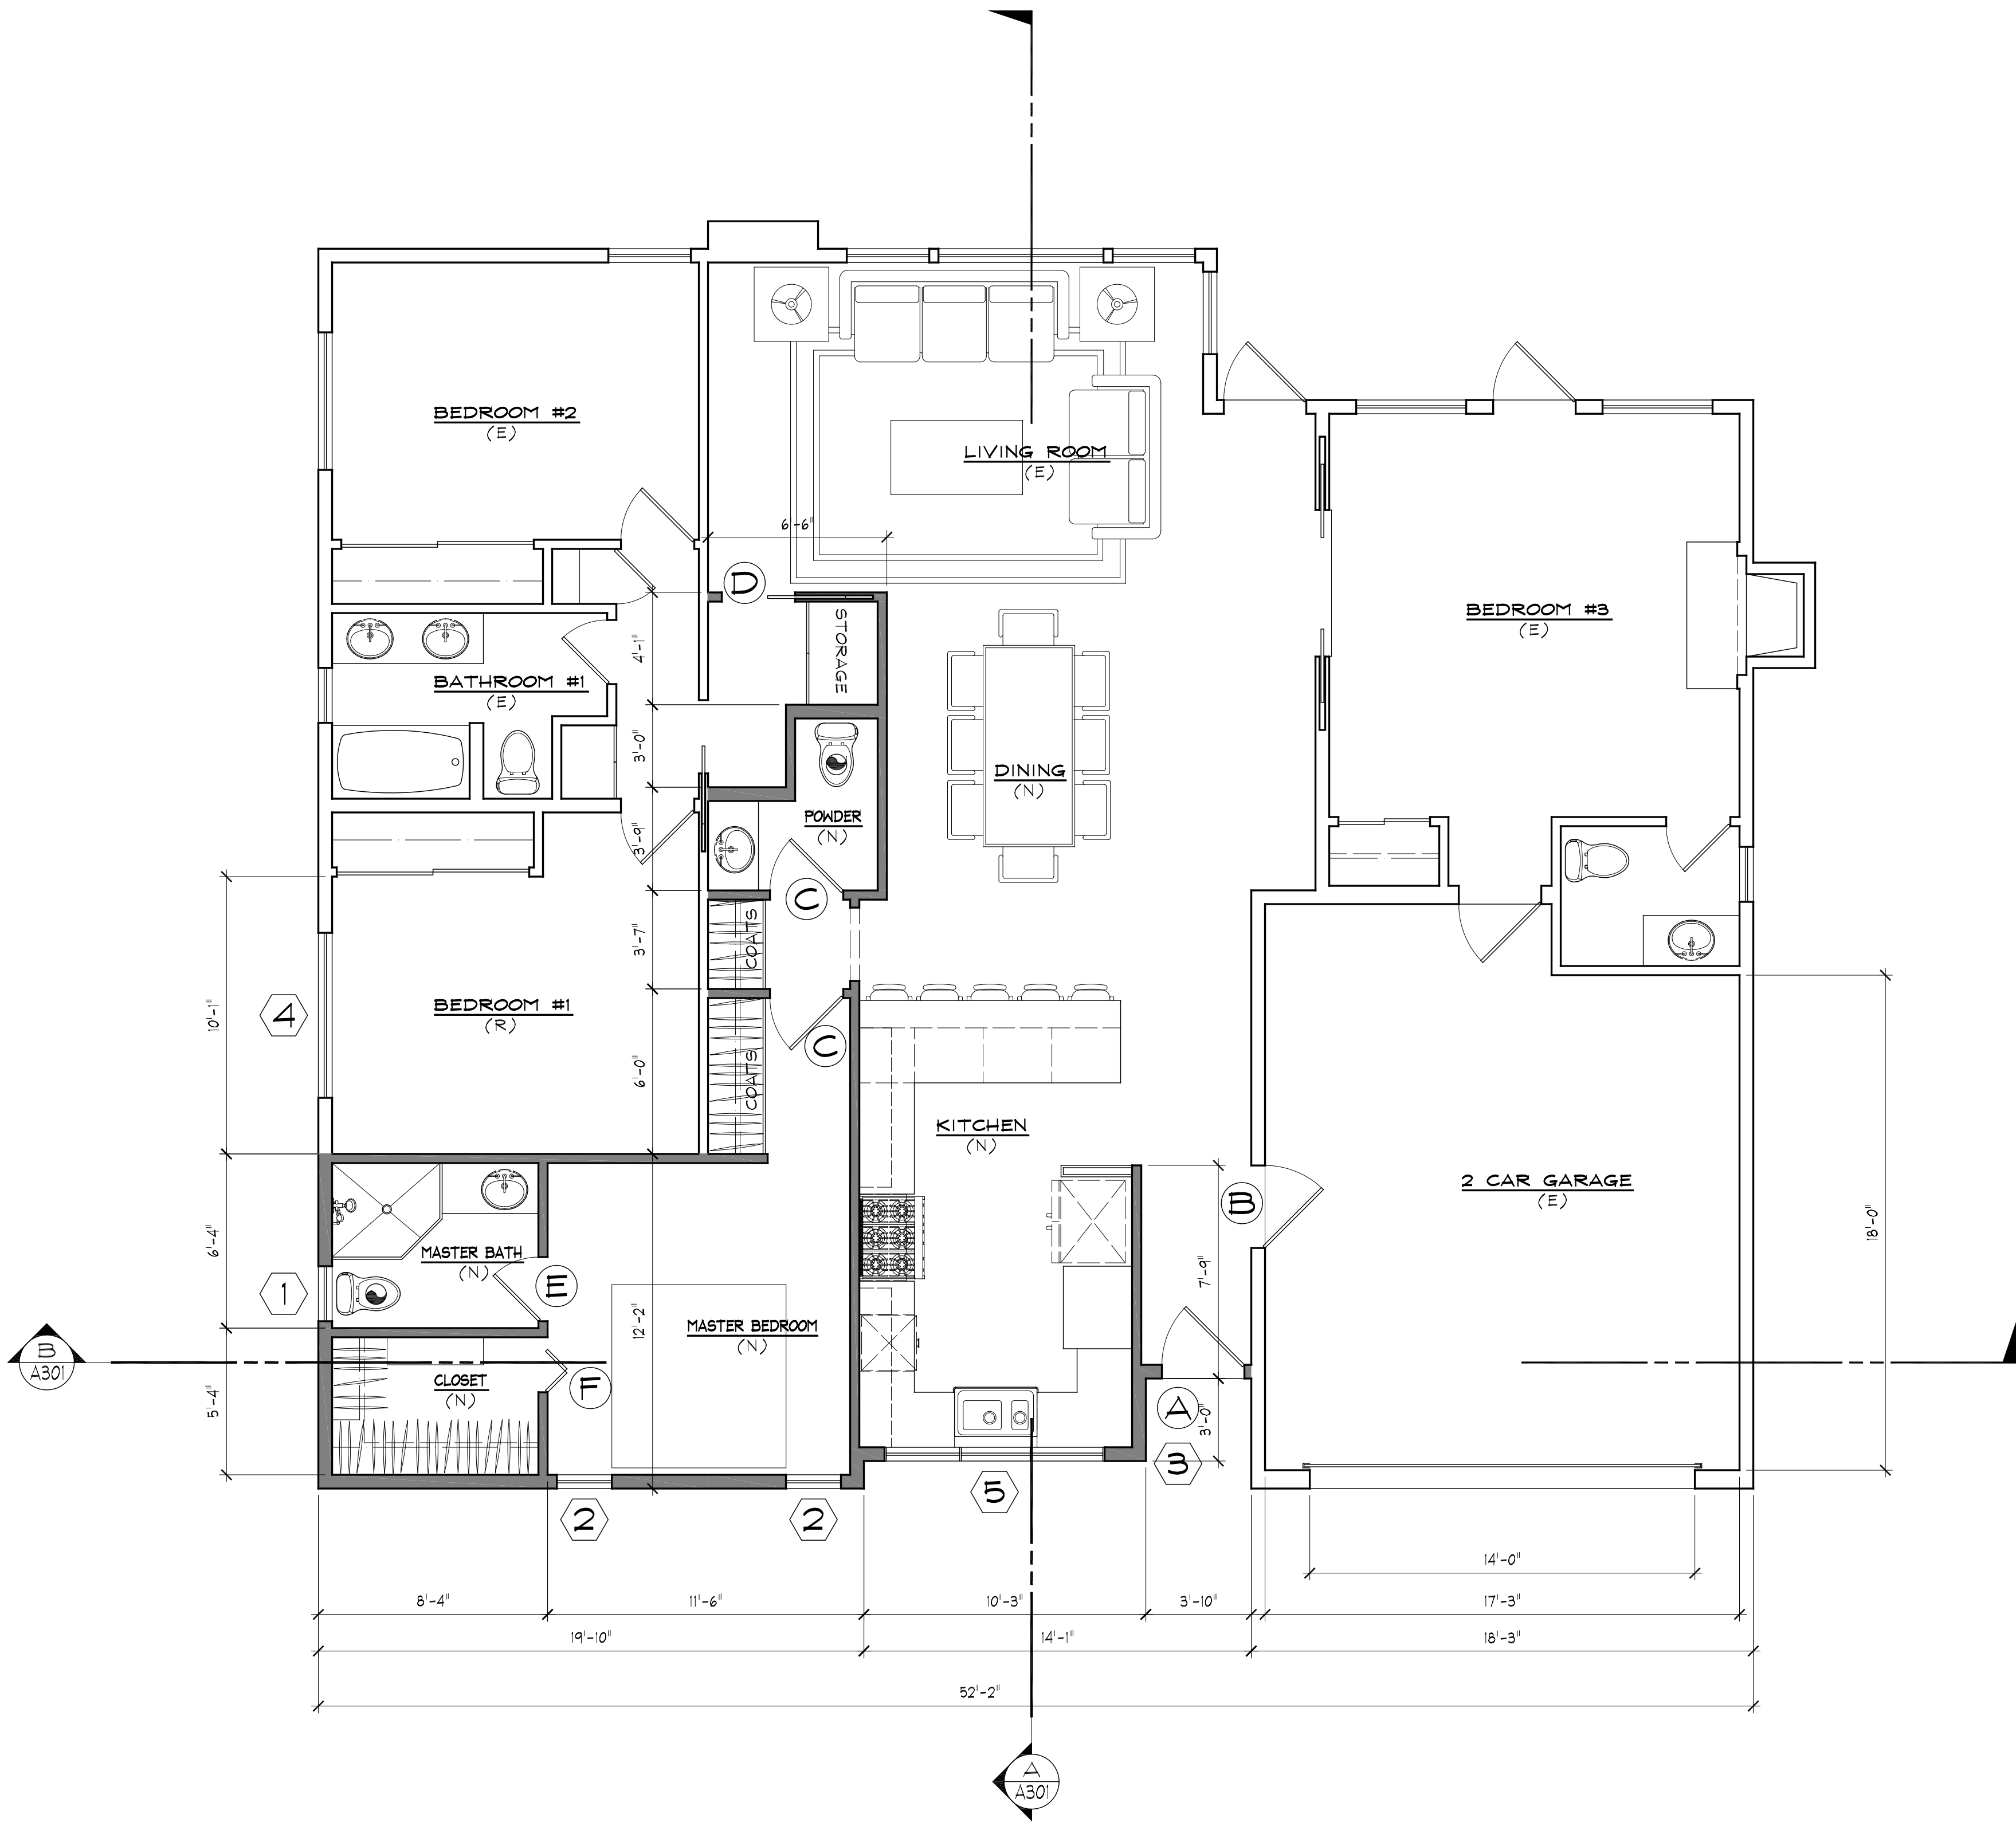 BEDROOM #2
(E)
LIVING ROOM
(E)
6'-6"
D
STORAGE
4'-1"
BEDROOM #3
(E)
BATHROOM #1
(E)
3'-0"
DINING
(N)
POWDER
(N)
3'-9"
C
COATS
3'-7"
4
10'-1"
BEDROOM #1
(R)
C
COATS
6'-0"
KITCHEN
(N)
2 CAR GARAGE
(E)
B
18'-0"
6'-4"
MASTER BATH
(N)
E
7'-9"
1
12'-2"
MASTER BEDROOM
(N)
B
A301
CLOSET
(N)
F
5'-4"
A
3'-0"
3
5
2
2
14'-0"
8'-4"
11'-6"
10'-3"
3'-10"
17'-3"
19'-10"
14'-1"
18'-3"
52'-2"
A
A301